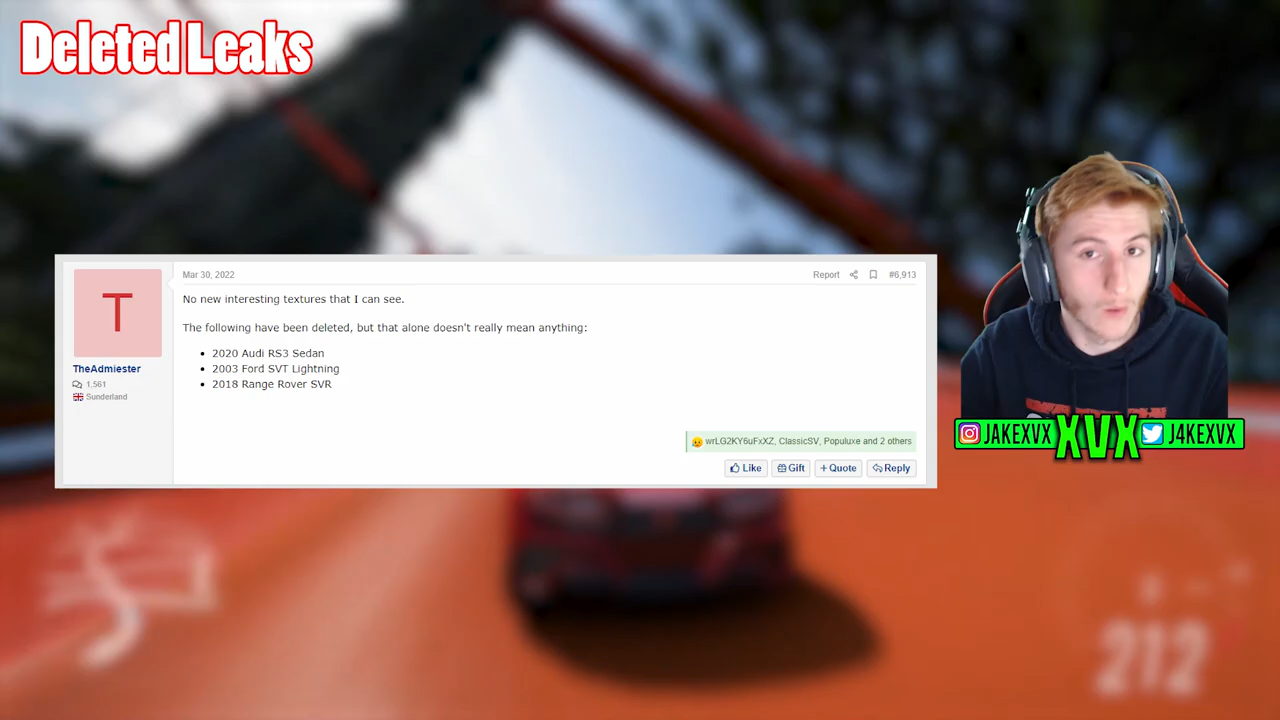 Deleted Leaks
T
TheAdmiester
1,561
Sunderland
Mar 30, 2022
Report
#6,913
No new interesting textures that I can see.
The following have been deleted, but that alone doesn't really mean anything:
• 2020 Audi RS3 Sedan
• 2003 Ford SVT Lightning
• 2018 Range Rover SVR
wrLG2KY6uFxXZ, ClassicSV, Populuxe and 2 others
Like Gift + Quote Reply
JAKEXVX XVX J4KEXVX
212